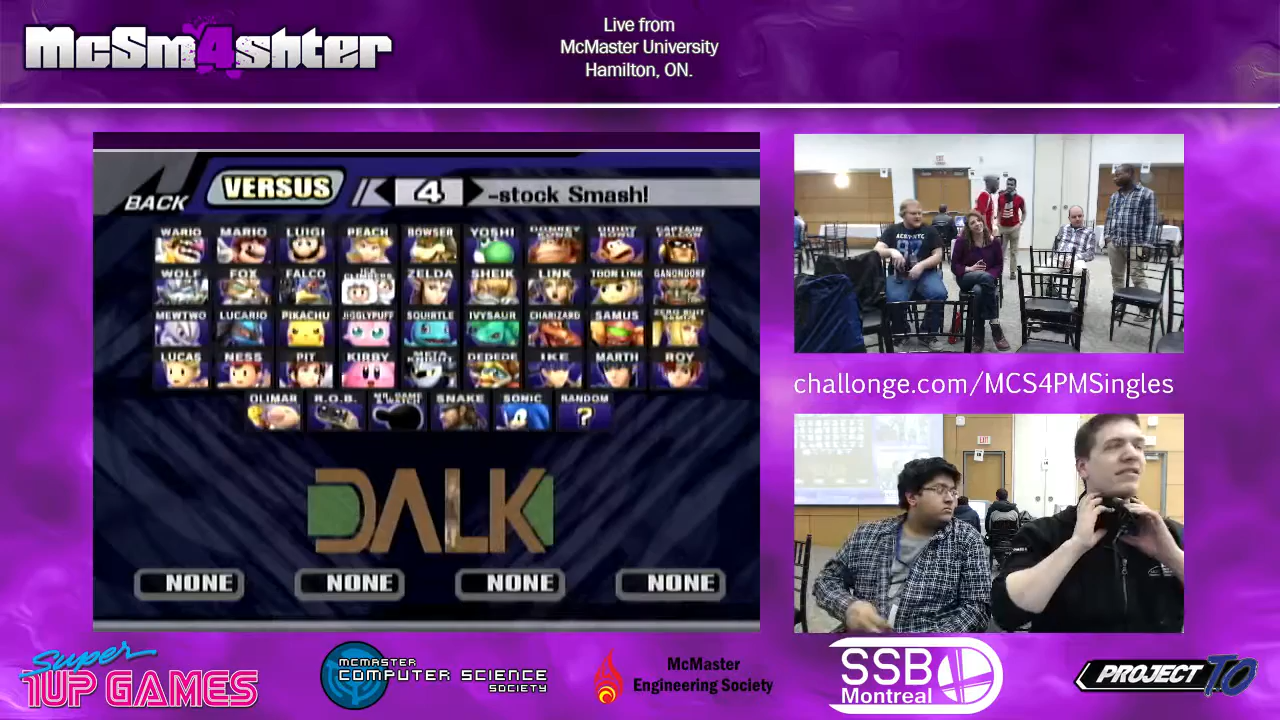 McSm4shter
Live from
McMaster University
Hamilton, ON.
BACK
VERSUS
4
-stock Smash!
WARIO MARIO LUIGI PEACH BOWSER YOSHI DONKEY DIDDY CAPTAIN
WOLF FOX FALCO ICE CLIMBERS ZELDA SHEIK LINK TOON LINK GANONDORF
MEWTWO LUCARIO PIKACHU JIGGLYPUFF SQUIRTLE IVYSAUR CHARIZARD SAMUS ZERO SUIT SAMUS
LUCAS NESS PIT KIRBY META KNIGHT DEDEDE IKE MARTH ROY
OLIMAR R.O.B. MR. GAME & WATCH SNAKE SONIC RANDOM
?
DALK
NONE NONE NONE NONE
challonge.com/MCS4PMSingles
EXIT
Super
1UP GAMES
MCMASTER
COMPUTER SCIENCE
SOCIETY
McMaster
Engineering Society
SSB
Montreal
PROJECT T.O